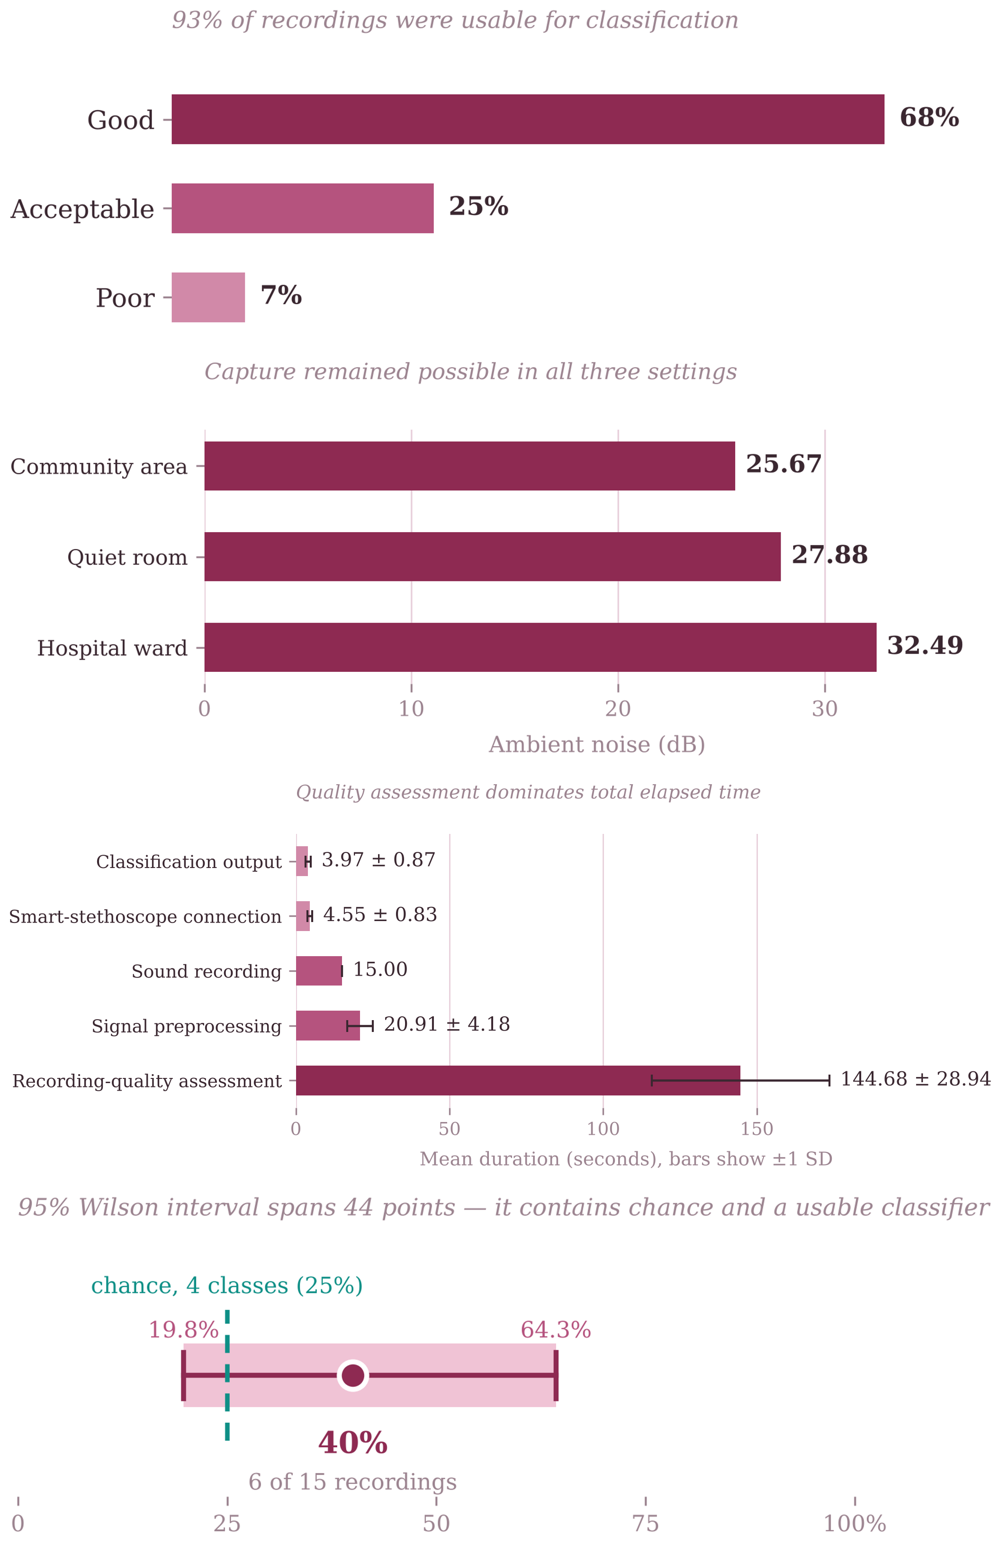 93% of recordings were usable for classification
Good 68%
Acceptable 25%
Poor 7%
Capture remained possible in all three settings
Community area 25.67
Quiet room 27.88
Hospital ward 32.49
0 10 20 30
Ambient noise (dB)
Quality assessment dominates total elapsed time
Classification output 3.97 ± 0.87
Smart-stethoscope connection 4.55 ± 0.83
Sound recording 15.00
Signal preprocessing 20.91 ± 4.18
Recording-quality assessment 144.68 ± 28.94
0 50 100 150
Mean duration (seconds), bars show ±1 SD
95% Wilson interval spans 44 points — it contains chance and a usable classifier
chance, 4 classes (25%)
19.8% 64.3%
40%
6 of 15 recordings
0 25 50 75 100%